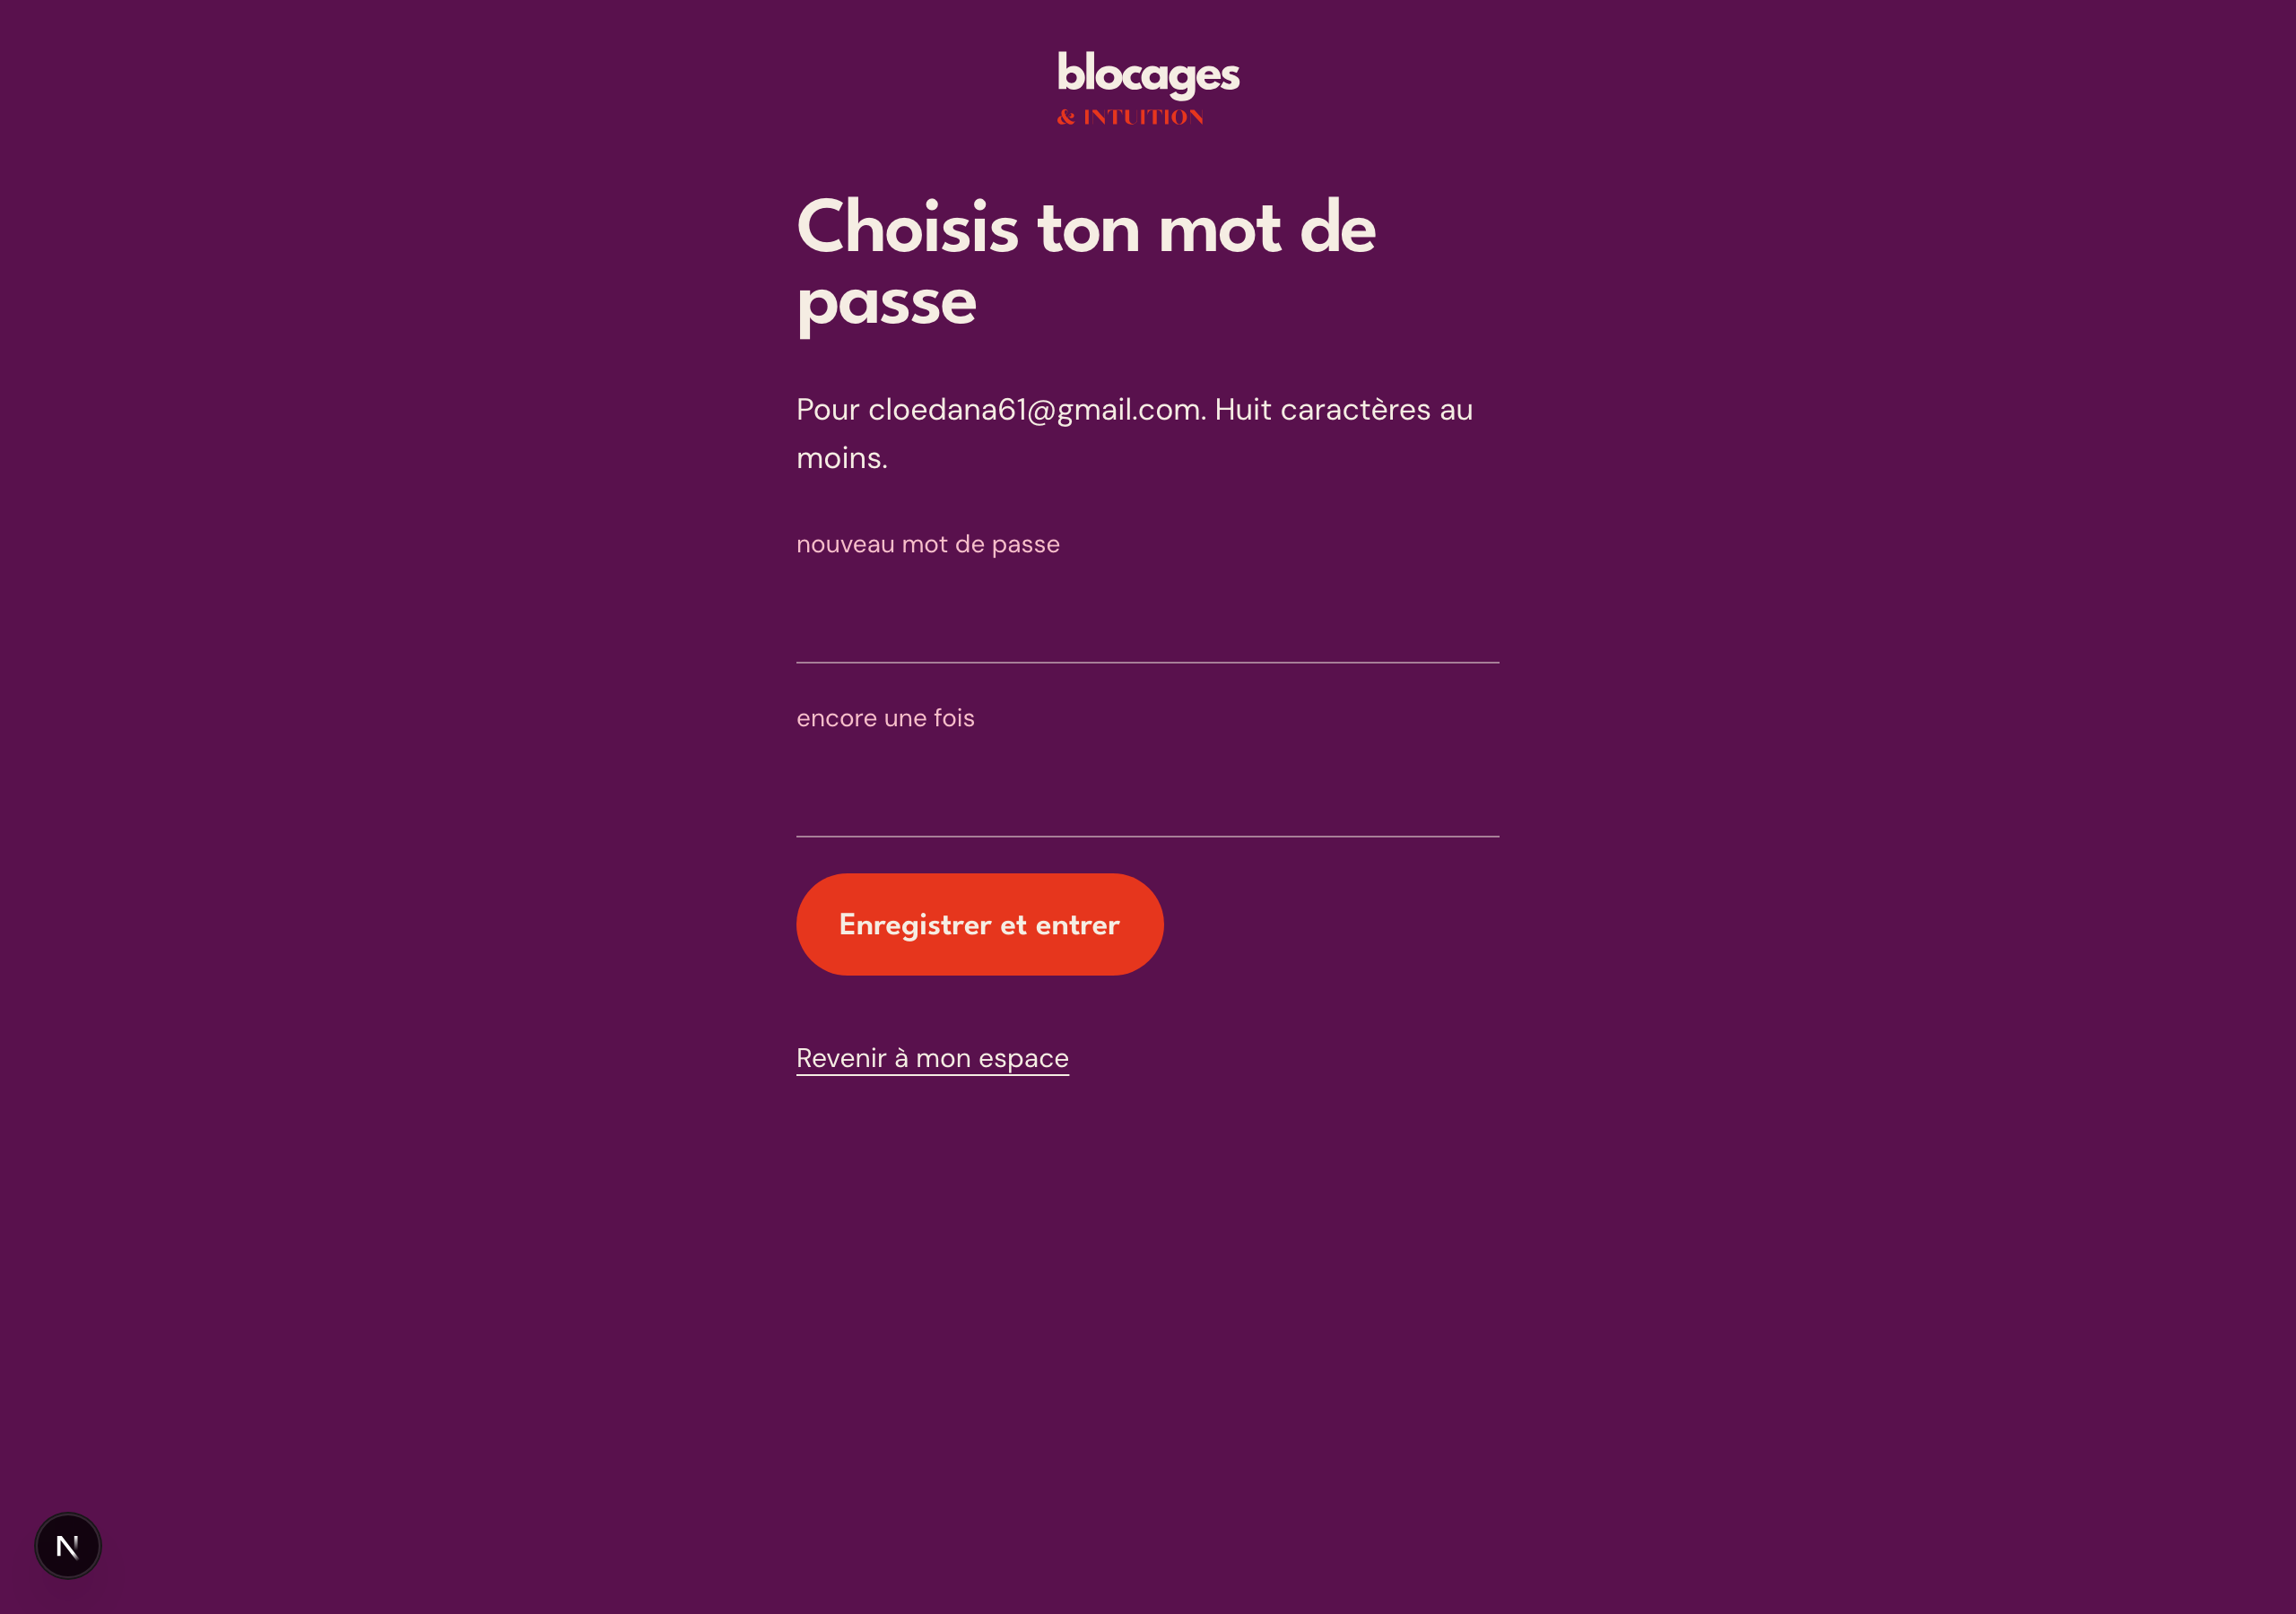 blocages
& INTUITION
Choisis ton mot de
passe
Pour cloedana61@gmail.com. Huit caractères au
moins.
nouveau mot de passe
encore une fois
Enregistrer et entrer
Revenir à mon espace
N